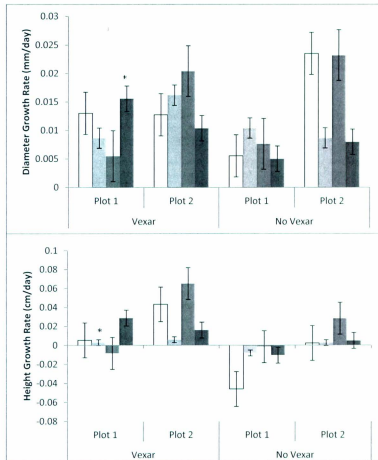 Diameter Growth Rate (mm/day)
0.03
0.025
0.02
0.015
0.01
0.005
0
*
Plot 1
Plot 2
Plot 1
Plot 2
Vexar
No Vexar
Height Growth Rate (cm/day)
0.1
0.08
0.06
0.04
0.02
0
-0.02
-0.04
-0.06
-0.08
*
Plot 1
Plot 2
Plot 1
Plot 2
Vexar
No Vexar